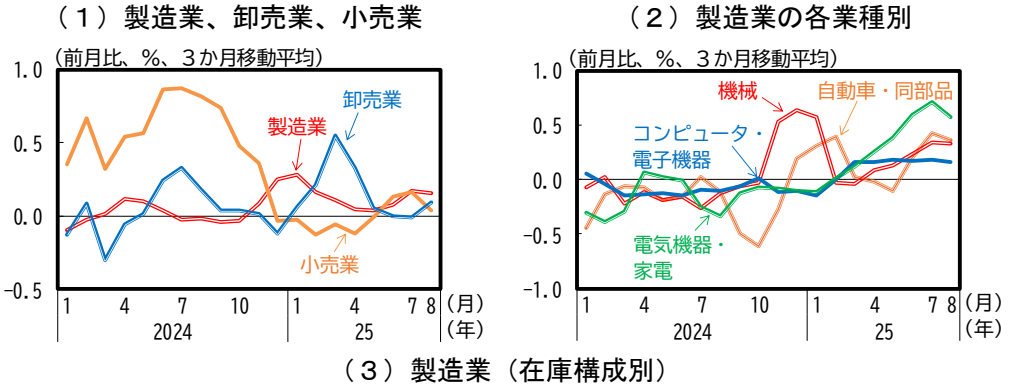 （１）製造業、卸売業、小売業
（前月比、％、３か月移動平均）
1.0
0.5
0.0
-0.5
卸売業
製造業
小売業
1 4 7 10 1 4 7 8 （月）
2024 25 （年）
（２）製造業の各業種別
（前月比、％、３か月移動平均）
1.0
0.5
0.0
-0.5
-1.0
機械
自動車・同部品
コンピュータ・
電子機器
電気機器・
家電
1 4 7 10 1 4 7 8 （月）
2024 25 （年）
（３）製造業（在庫構成別）